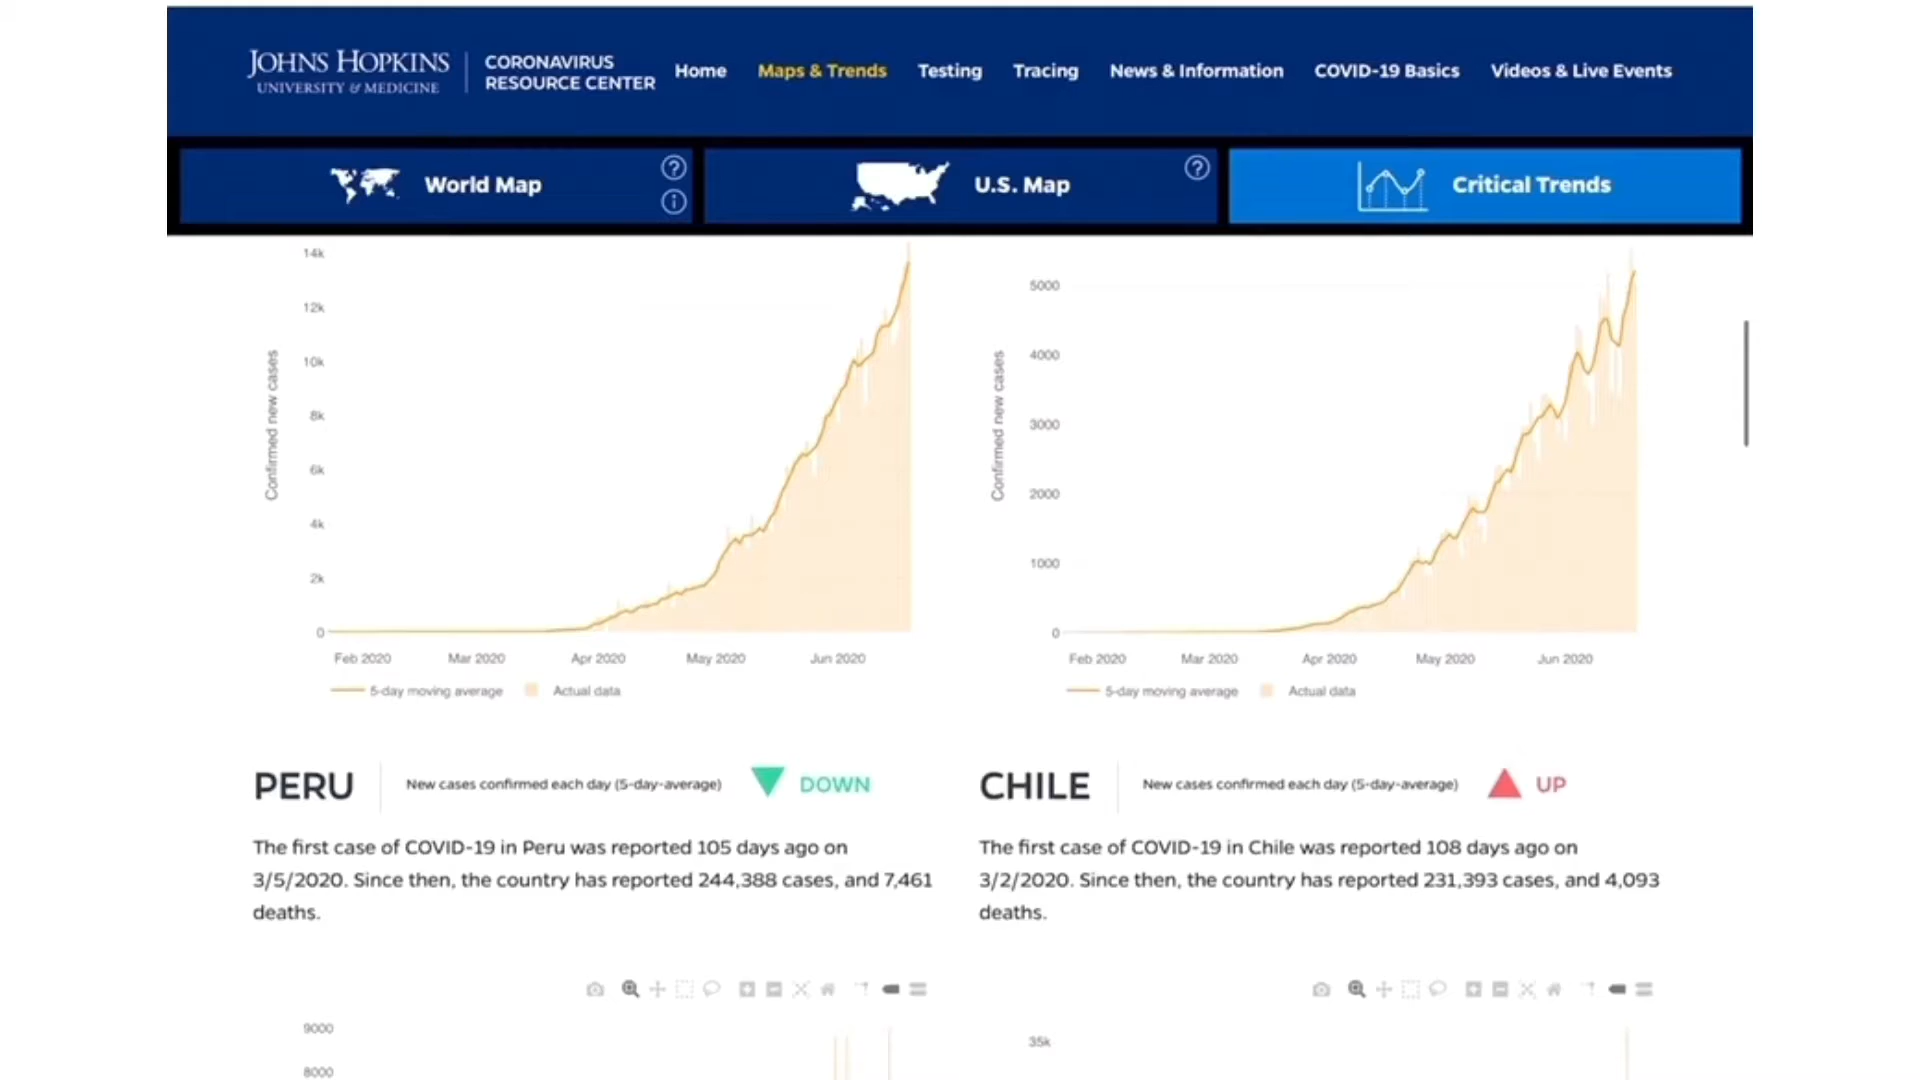 JOHNS HOPKINS
UNIVERSITY & MEDICINE
CORONAVIRUS
RESOURCE CENTER
Home
Maps & Trends
Testing
Tracing
News & Information
COVID-19 Basics
Videos & Live Events
World Map
?
i
U.S. Map
?
Critical Trends
Confirmed new cases
14k
12k
10k
8k
6k
4k
2k
0
Feb 2020
Mar 2020
Apr 2020
May 2020
Jun 2020
5-day moving average
Actual data
Confirmed new cases
5000
4000
3000
2000
1000
0
Feb 2020
Mar 2020
Apr 2020
May 2020
Jun 2020
5-day moving average
Actual data
PERU
New cases confirmed each day (5-day-average)
DOWN
The first case of COVID-19 in Peru was reported 105 days ago on
3/5/2020. Since then, the country has reported 244,388 cases, and 7,461
deaths.
9000
8000
CHILE
New cases confirmed each day (5-day-average)
UP
The first case of COVID-19 in Chile was reported 108 days ago on
3/2/2020. Since then, the country has reported 231,393 cases, and 4,093
deaths.
35k